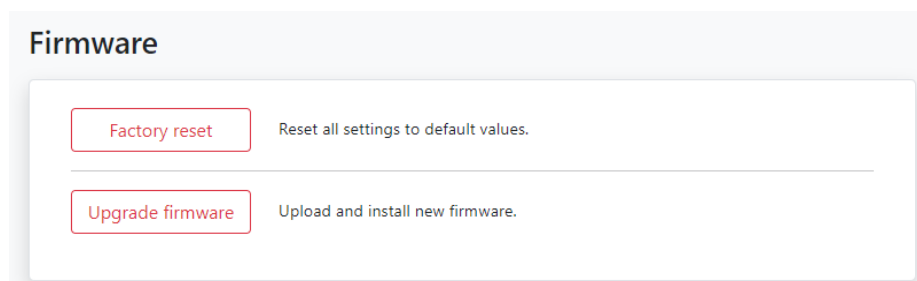 Firmware
Factory reset Reset all settings to default values.
Upgrade firmware Upload and install new firmware.